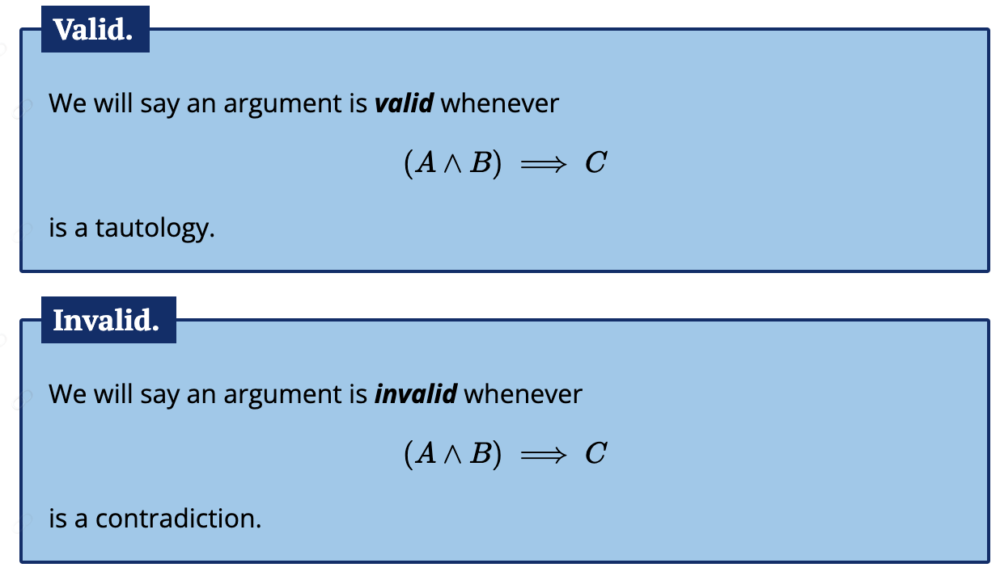 Valid.
We will say an argument is valid whenever
(A ∧ B) ⟹ C
is a tautology.
Invalid.
We will say an argument is invalid whenever
(A ∧ B) ⟹ C
is a contradiction.